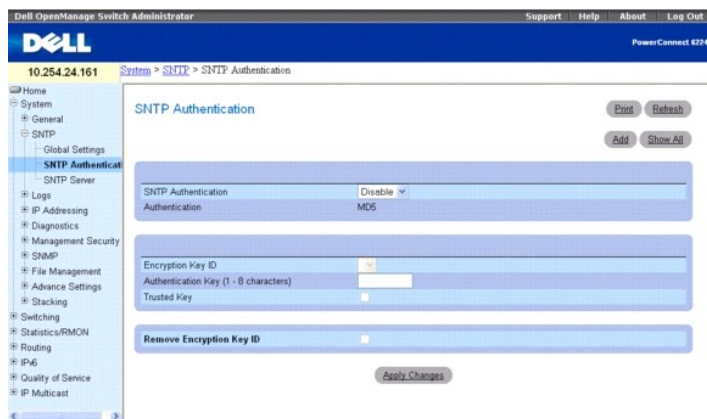 Dell OpenManage Switch Administrator
Support Help About Log Out
DELL
PowerConnect 6224
10.254.24.161
System > SNTP > SNTP Authentication
Home
System
General
SNTP
Global Settings
SNTP Authenticati
SNTP Server
Logs
IP Addressing
Diagnostics
Management Security
SNMP
File Management
Advance Settings
Stacking
Switching
Statistics/RMON
Routing
IPv6
Quality of Service
IP Multicast
SNTP Authentication
Print Refresh
Add Show All
SNTP Authentication Disable
Authentication MD5
Encryption Key ID
Authentication Key (1 - 8 characters)
Trusted Key
Remove Encryption Key ID
Apply Changes